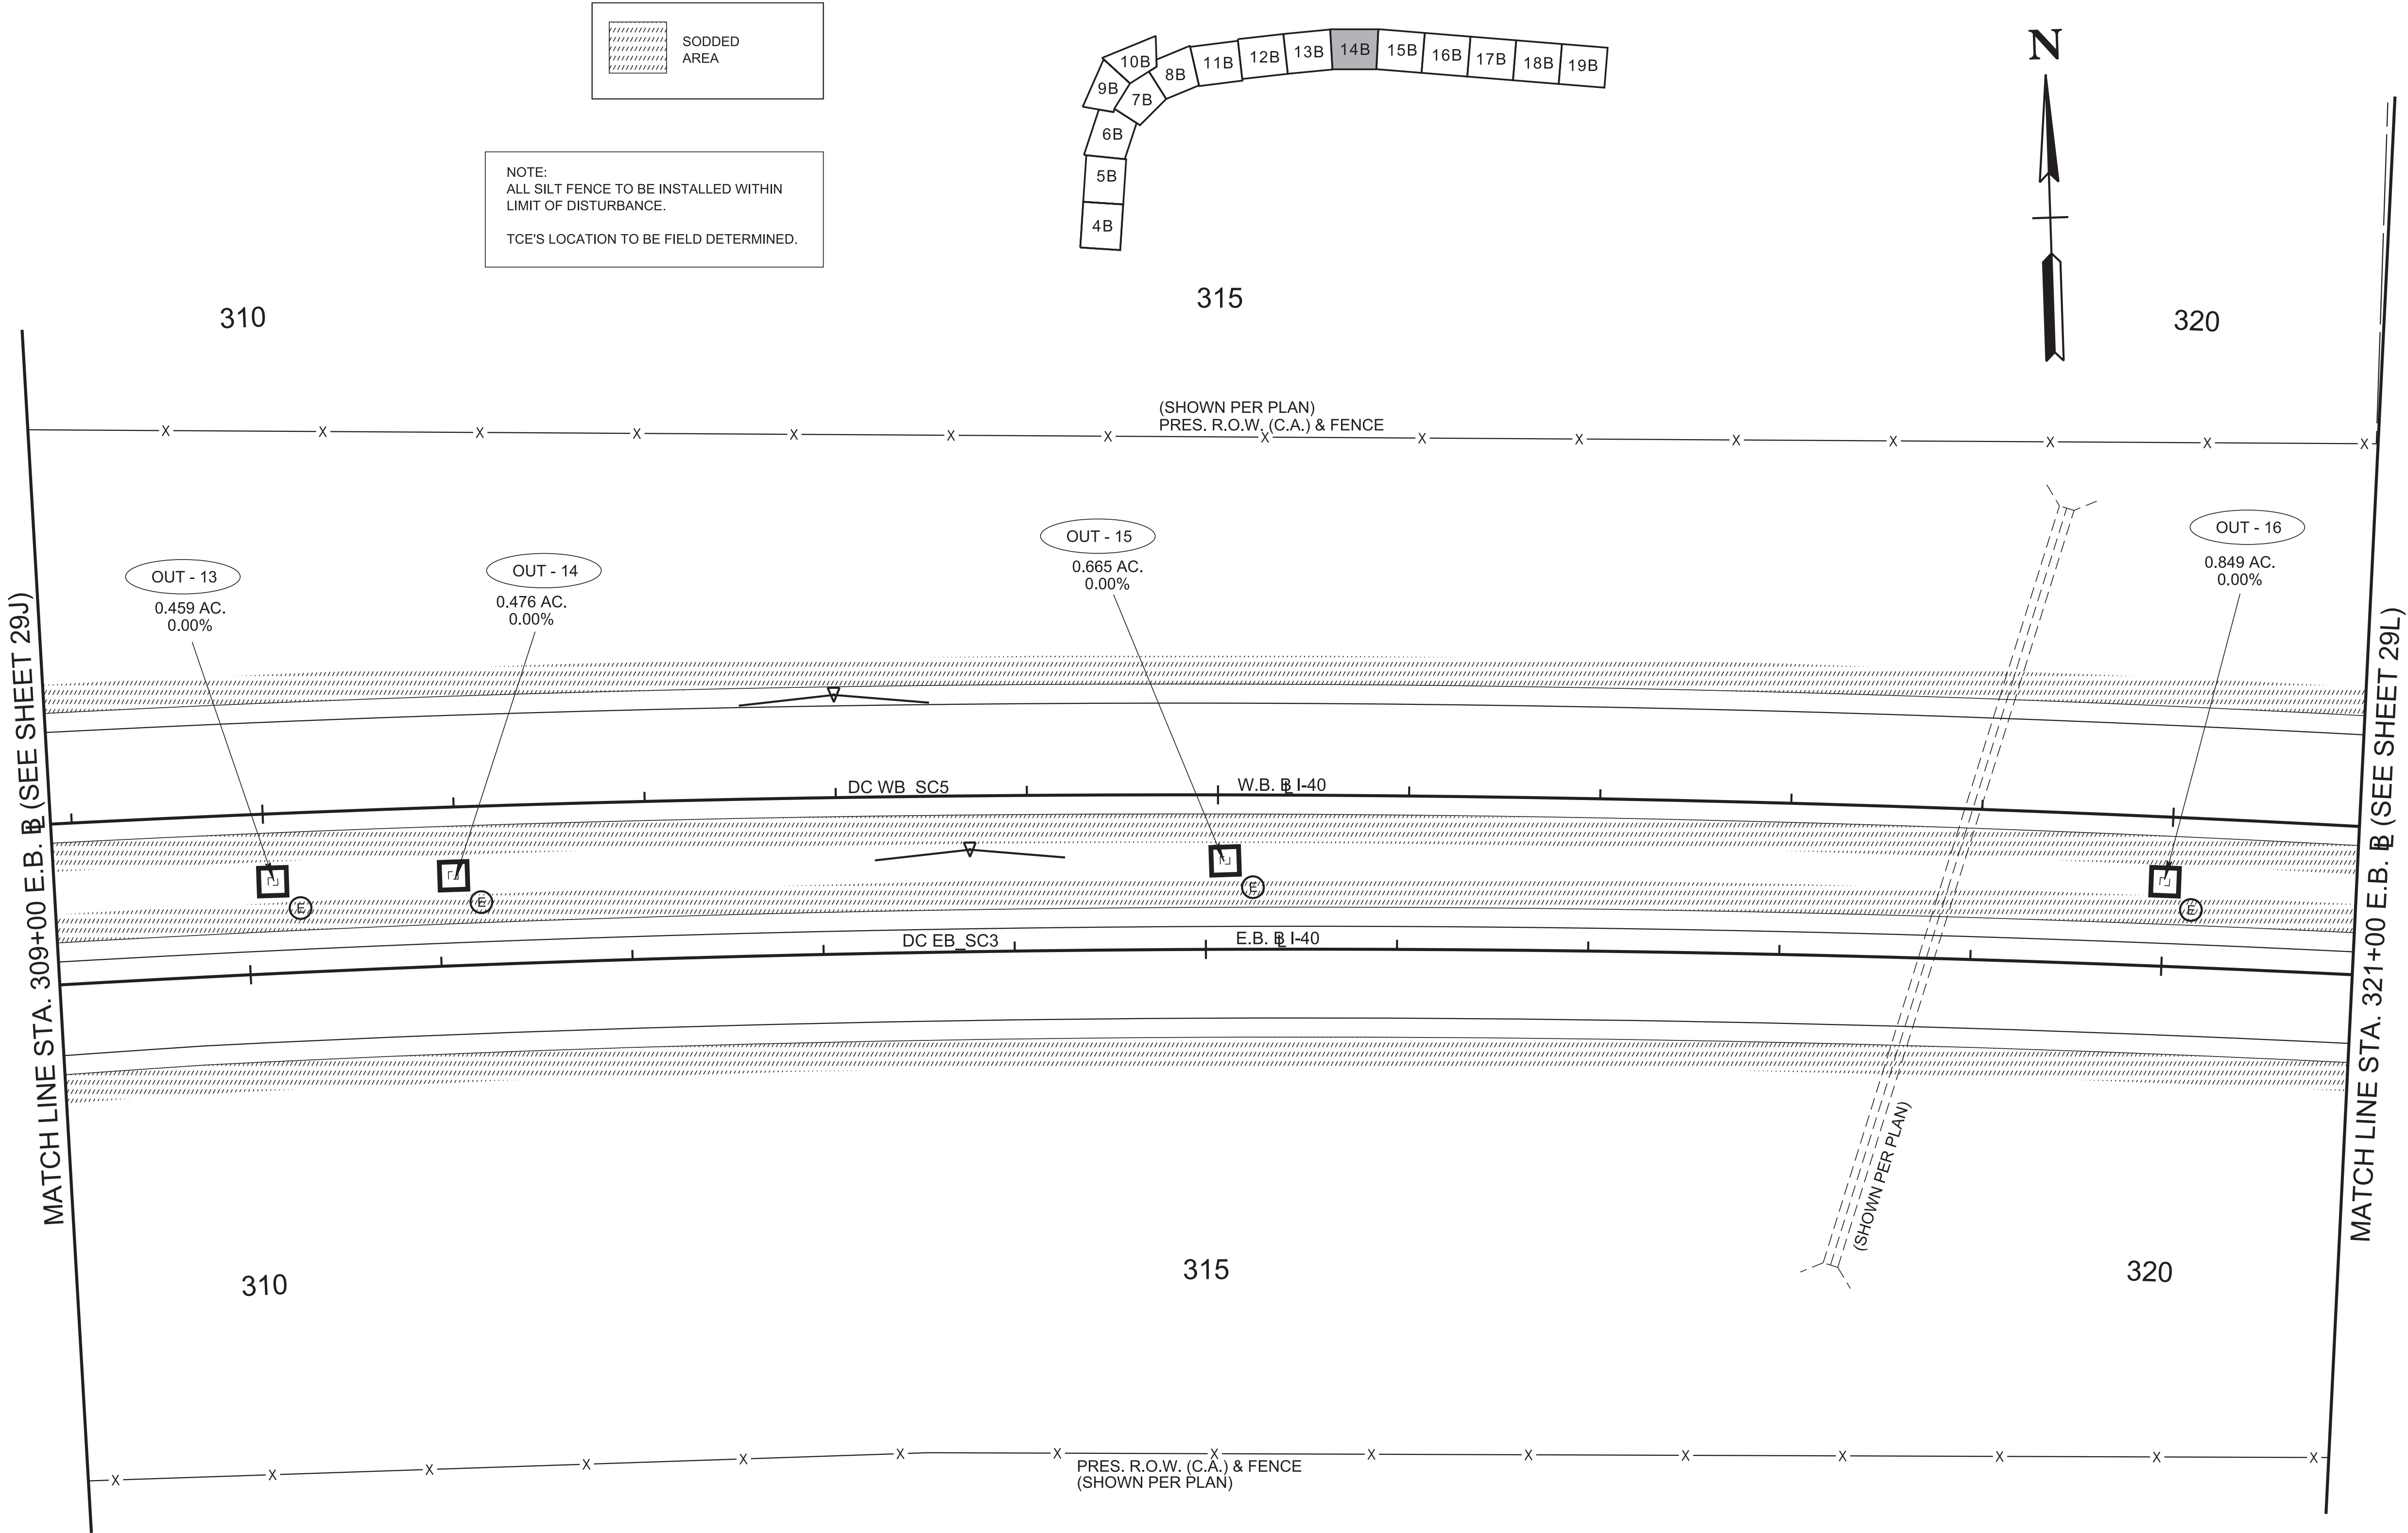 SODDED
AREA
NOTE:
ALL SILT FENCE TO BE INSTALLED WITHIN
LIMIT OF DISTURBANCE.
TCE'S LOCATION TO BE FIELD DETERMINED.
4B
5B
6B
7B
8B
9B
10B
11B
12B
13B
14B
15B
16B
17B
18B
19B
N
310
315
320
(SHOWN PER PLAN)
PRES. R.O.W. (C.A.) & FENCE
X X X X X X X X X X X X X X X
OUT - 13
0.459 AC.
0.00%
OUT - 14
0.476 AC.
0.00%
OUT - 15
0.665 AC.
0.00%
OUT - 16
0.849 AC.
0.00%
MATCH LINE STA. 309+00 E.B. BL (SEE SHEET 29J)
MATCH LINE STA. 321+00 E.B. BL (SEE SHEET 29L)
DC WB_SC5
W.B. BL I-40
E
E
E
E
DC EB_SC3
E.B. BL I-40
(SHOWN PER PLAN)
310
315
320
X X X X X X X X X X X X X X X
PRES. R.O.W. (C.A.) & FENCE
(SHOWN PER PLAN)